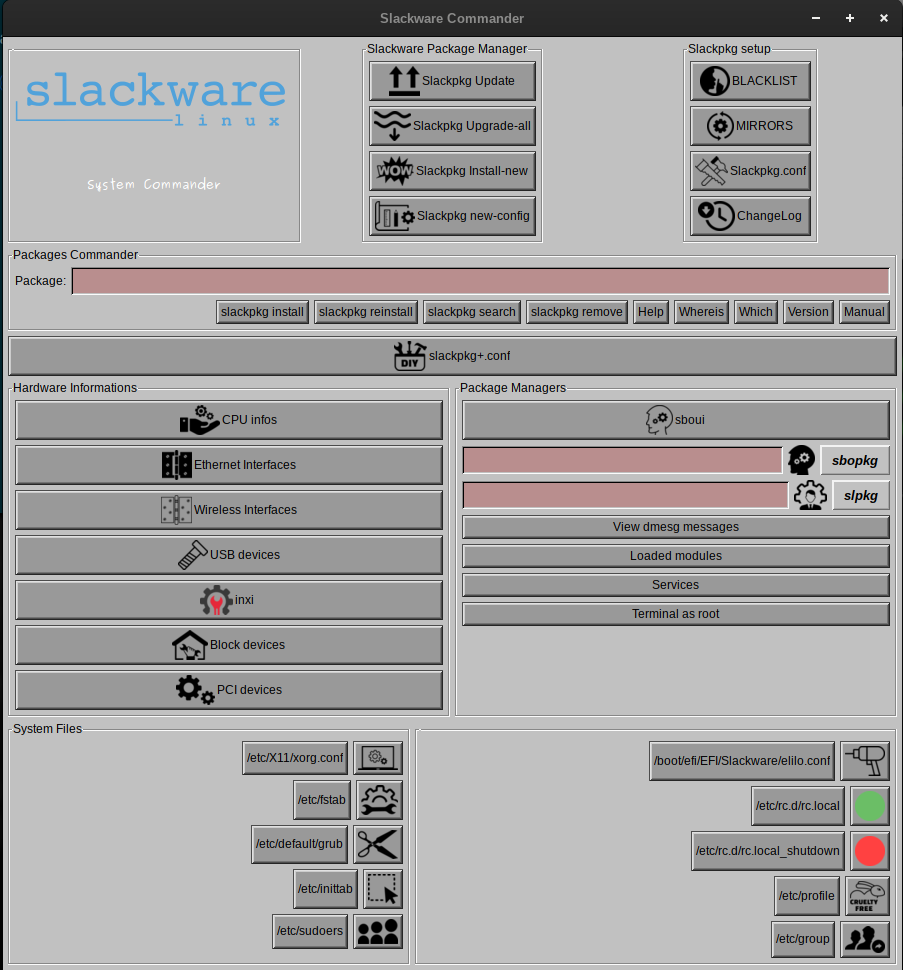 Slackware Commander
slackware
linux
System Commander
Slackware Package Manager
Slackpkg Update
Slackpkg Upgrade-all
WOW Slackpkg Install-new
Slackpkg new-config
Slackpkg setup
BLACKLIST
MIRRORS
Slackpkg.conf
ChangeLog
Packages Commander
Package:
slackpkg install slackpkg reinstall slackpkg search slackpkg remove Help Whereis Which Version Manual
DIY slackpkg+.conf
Hardware Informations
CPU infos
Ethernet Interfaces
Wireless Interfaces
USB devices
inxi
Block devices
PCI devices
Package Managers
sboui
sbopkg
slpkg
View dmesg messages
Loaded modules
Services
Terminal as root
System Files
/etc/X11/xorg.conf
/etc/fstab
/etc/default/grub
/etc/inittab
/etc/sudoers
/boot/efi/EFI/Slackware/elilo.conf
/etc/rc.d/rc.local
/etc/rc.d/rc.local_shutdown
/etc/profile
CRUELTY
FREE
/etc/group